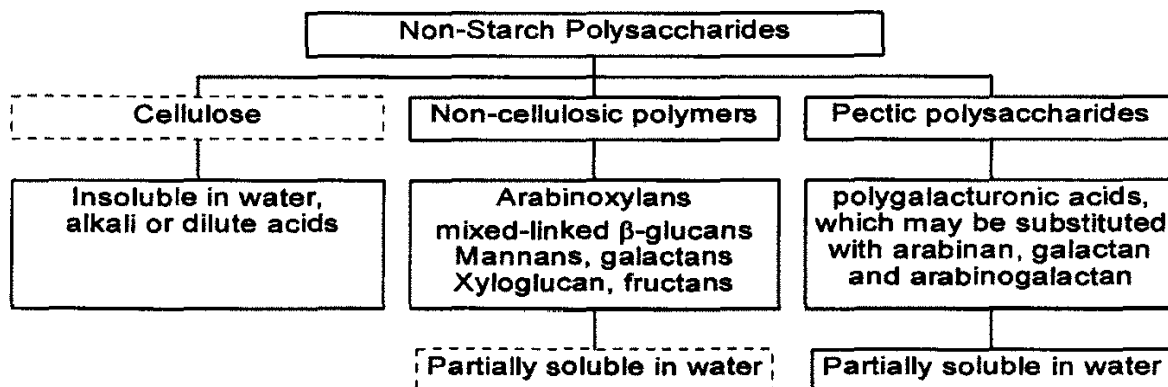 Non-Starch Polysaccharides
Cellulose
Non-cellulosic polymers
Pectic polysaccharides
Insoluble in water,
alkali or dilute acids
Arabinoxylans
mixed-linked β-glucans
Mannans, galactans
Xyloglucan, fructans
polygalacturonic acids,
which may be substituted
with arabinan, galactan
and arabinogalactan
Partially soluble in water
Partially soluble in water